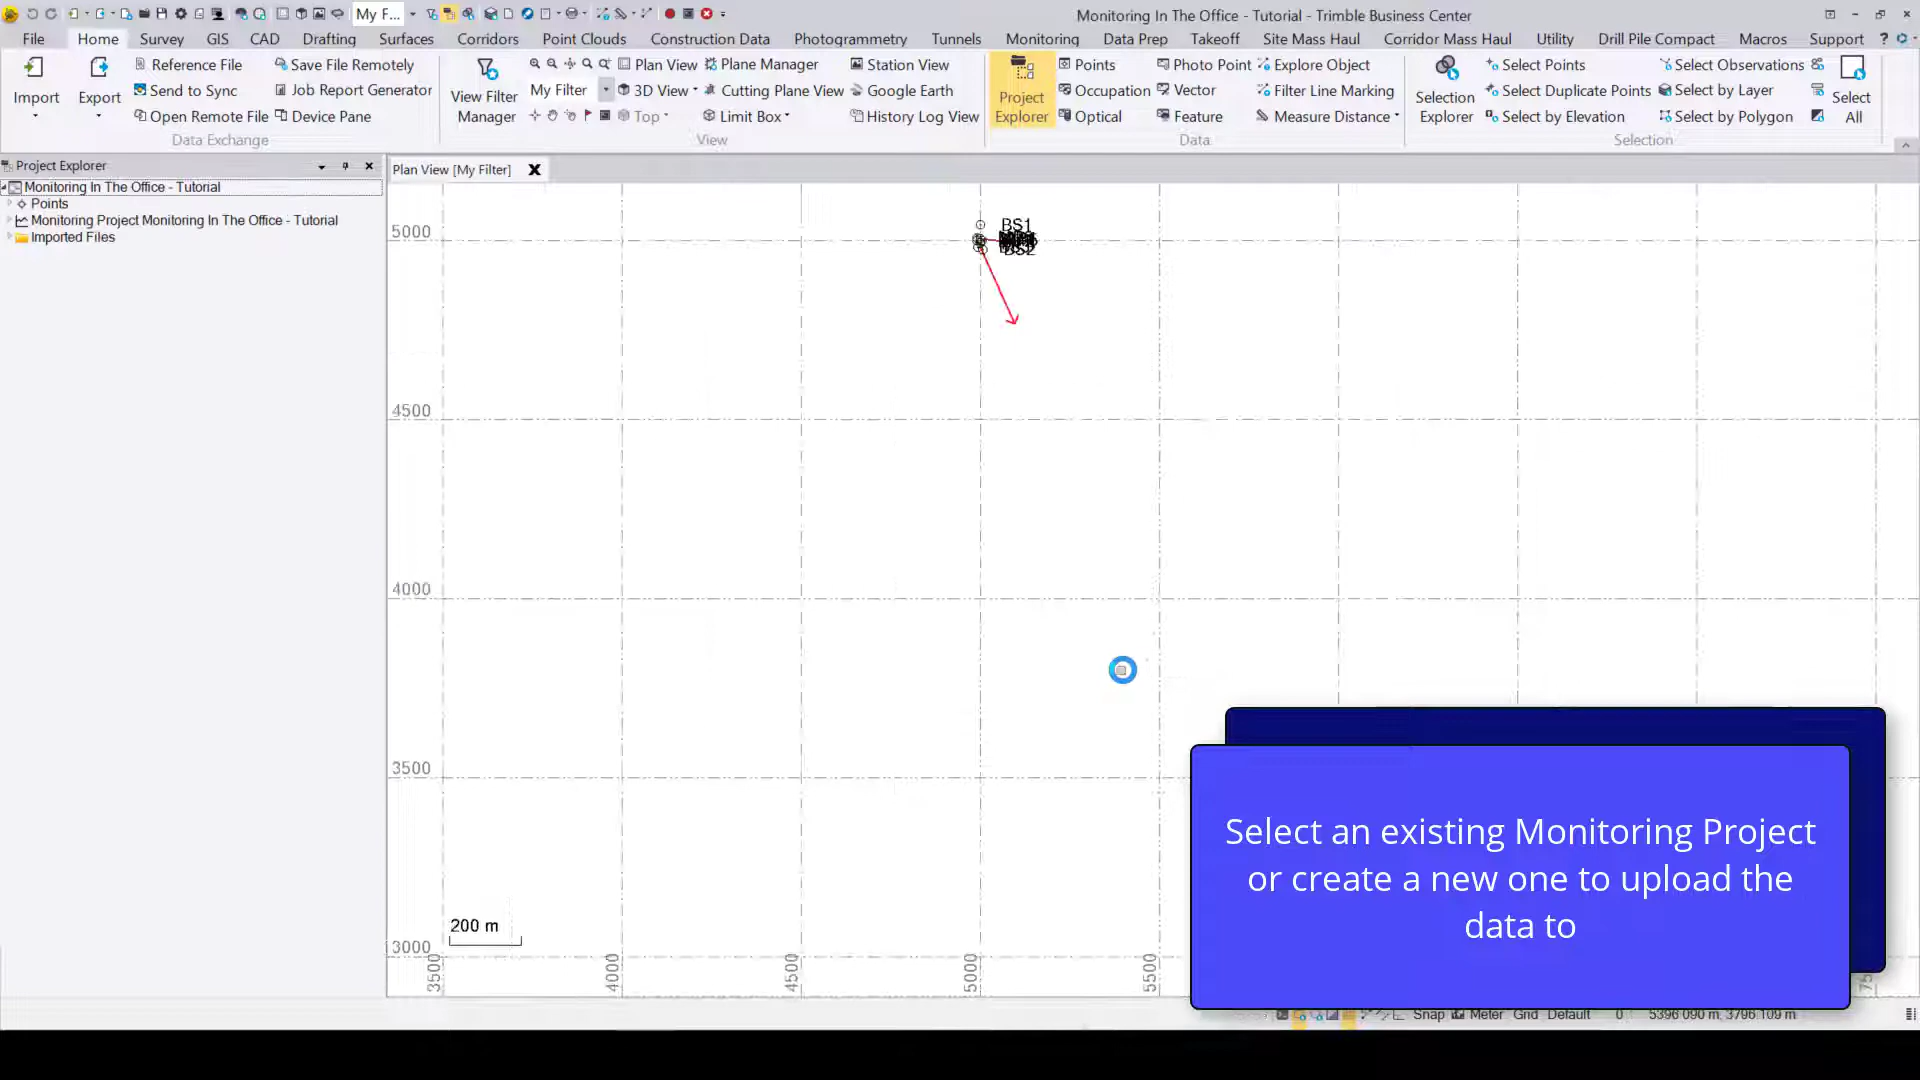 My F...
Monitoring In The Office - Tutorial - Trimble Business Center
File Home Survey GIS CAD Drafting Surfaces Corridors Point Clouds Construction Data Photogrammetry Tunnels Monitoring Data Prep Takeoff Site Mass Haul Corridor Mass Haul Utility Drill Pile Compact Macros Support ?
Import
Export
Reference File
Send to Sync
Open Remote File
Save File Remotely
Job Report Generator
Device Pane
Data Exchange
View Filter
Manager
My Filter
Top
Plan View
3D View
Limit Box
Plane Manager
Cutting Plane View
Station View
Google Earth
History Log View
View
Project
Explorer
Points
Occupation
Optical
Photo Point
Vector
Feature
Explore Object
Filter Line Marking
Measure Distance
Data
Selection
Explorer
Select Points
Select Duplicate Points
Select by Elevation
Select Observations
Select by Layer
Select by Polygon
Select
All
Selection
Project Explorer
Monitoring In The Office - Tutorial
Points
Monitoring Project Monitoring In The Office - Tutorial
Imported Files
Plan View [My Filter]
BS1
BS2
5000
4500
4000
3500
3000
200 m
3500
4000
4500
5000
5500
Select an existing Monitoring Project
or create a new one to upload the
data to
Snap Meter Grid Default 0 5396.090 m, 3796.109 m